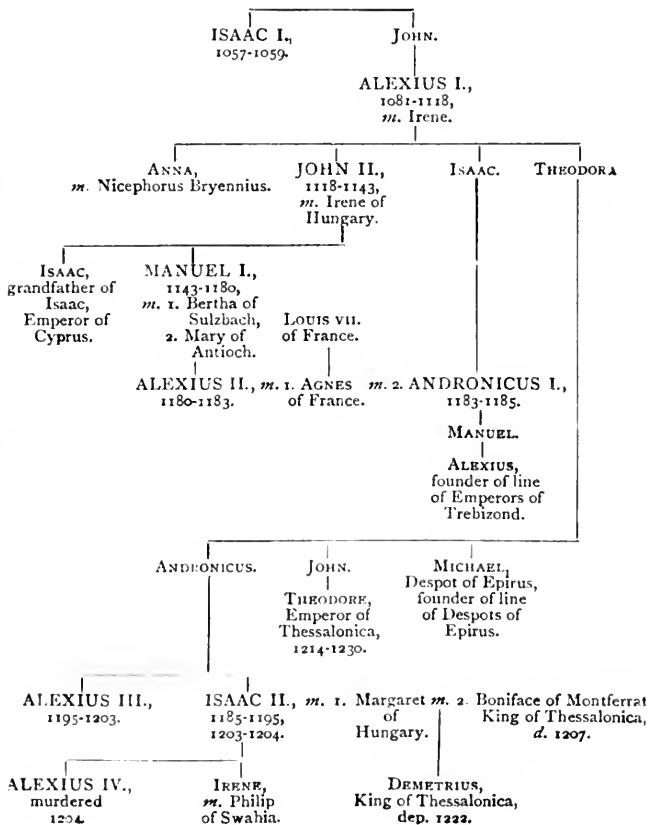 ISAAC I., JOHN.
1057-1059.
ALEXIUS I.,
1081-1118,
m. Irene.
ANNA, JOHN II., ISAAC. THEODORA
m. Nicephorus Bryennius. 1118-1143,
m. Irene of
Hungary.
ISAAC, MANUEL I.,
grandfather of 1143-1180,
Isaac, m. 1. Bertha of
Emperor of Sulzbach, LOUIS VII.
Cyprus. 2. Mary of of France.
Antioch.
ALEXIUS II., m. 1. AGNES m. 2. ANDRONICUS I.,
1180-1183. of France. 1183-1185.
MANUEL.
ALEXIUS,
founder of line
of Emperors of
Trebizond.
ANDRONICUS. JOHN. MICHAEL,
Despot of Epirus,
THEODORE, founder of line
Emperor of of Despots of
Thessalonica, Epirus.
1214-1230.
ALEXIUS III., ISAAC II., m. 1. Margaret m. 2. Boniface of Montferrat
1195-1203. 1185-1195, of King of Thessalonica,
1203-1204. Hungary. d. 1207.
ALEXIUS IV., IRENE, DEMETRIUS,
murdered m. Philip King of Thessalonica,
1204. of Swabia. dep. 1222.